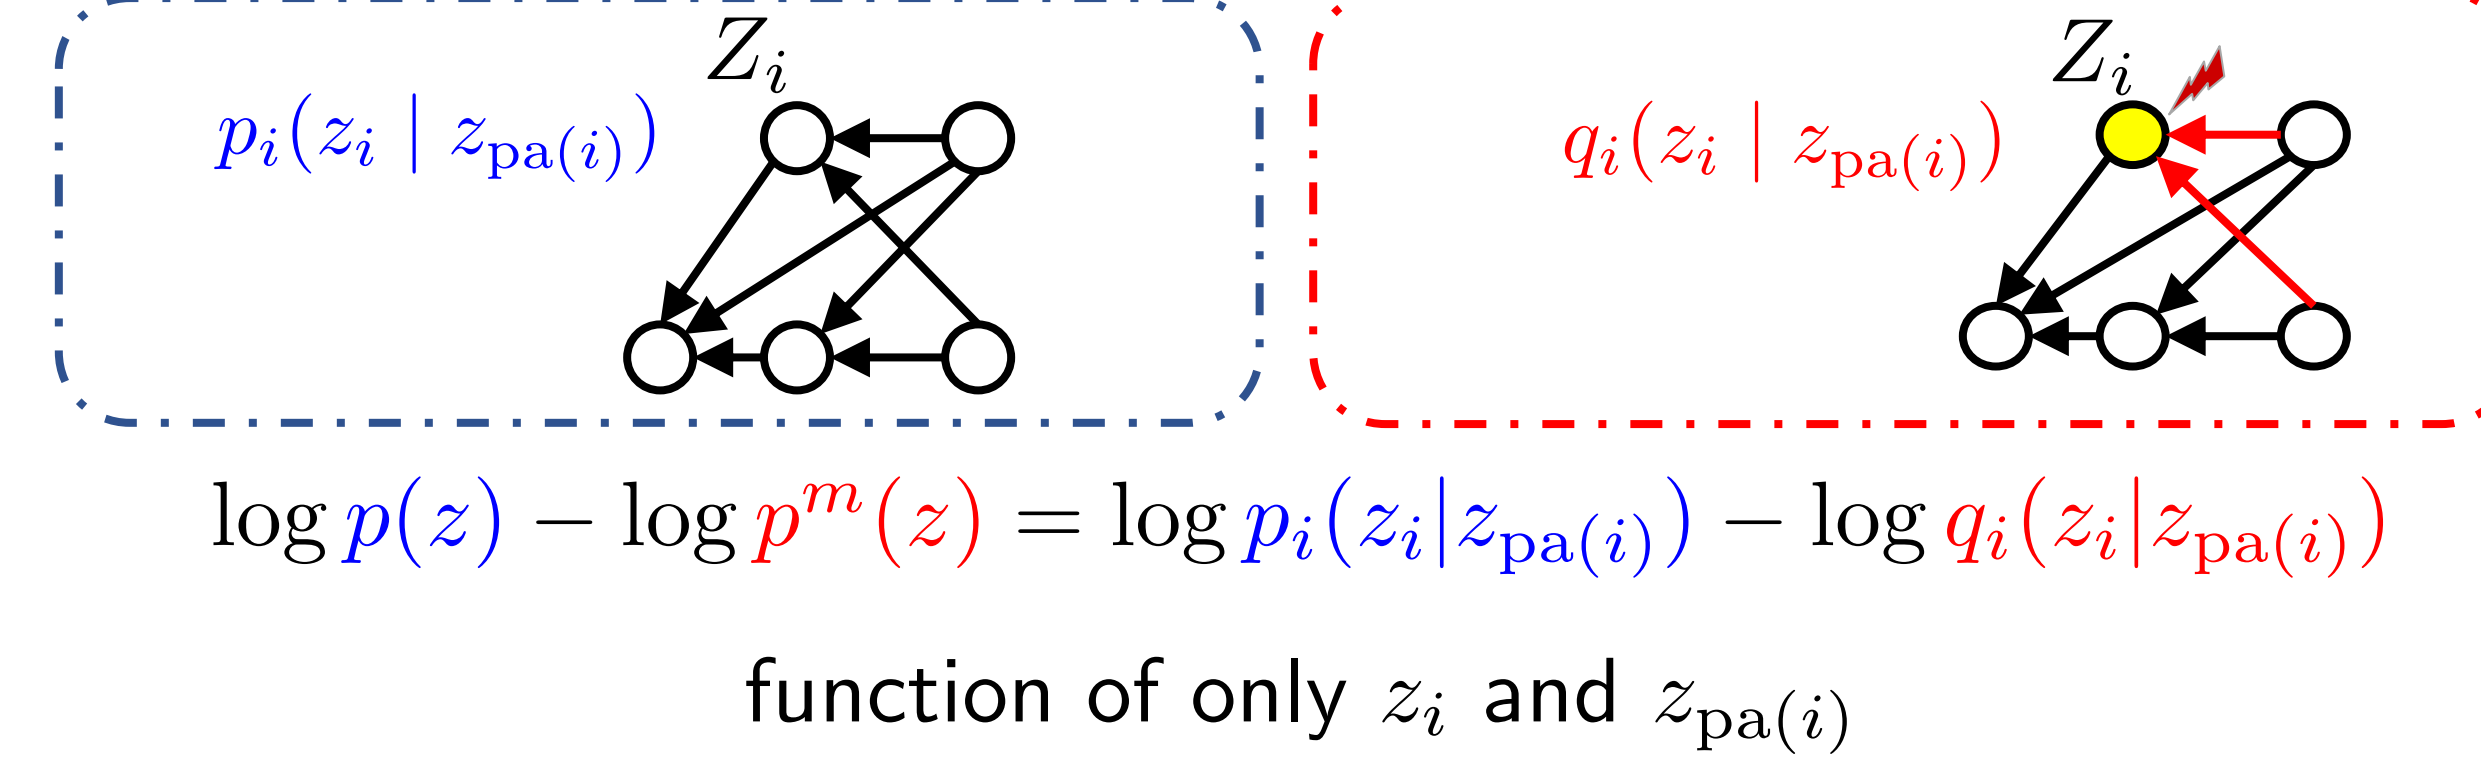 Z_i
p_i(z_i | z_pa(i))
Z_i
q_i(z_i | z_pa(i))
log p(z) − log p^m(z) = log p_i(z_i|z_pa(i)) − log q_i(z_i|z_pa(i))
function of only z_i and z_pa(i)